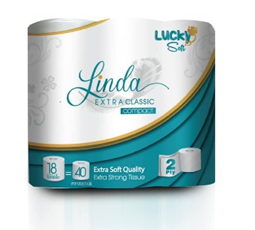 LUCKY
Soft
Linda
EXTRA CLASSIC
compact
18
=
40
Extra Soft Quality
Extra Strong Tissue
2
Ply